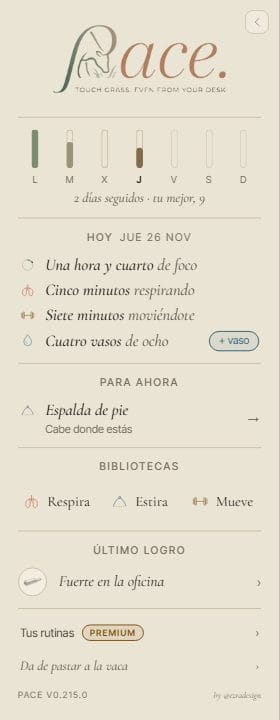 Pace.
TOUCH GRASS. EVEN FROM YOUR DESK
L M X J V S D
2 días seguidos · tu mejor, 9
HOY JUE 26 NOV
Una hora y cuarto de foco
Cinco minutos respirando
Siete minutos moviéndote
Cuatro vasos de ocho + vaso
PARA AHORA
Espalda de pie →
Cabe donde estás
BIBLIOTECAS
Respira Estira Mueve
ÚLTIMO LOGRO
Fuerte en la oficina ›
Tus rutinas PREMIUM ›
Da de pastar a la vaca ›
PACE V0.215.0 by @ezradesign